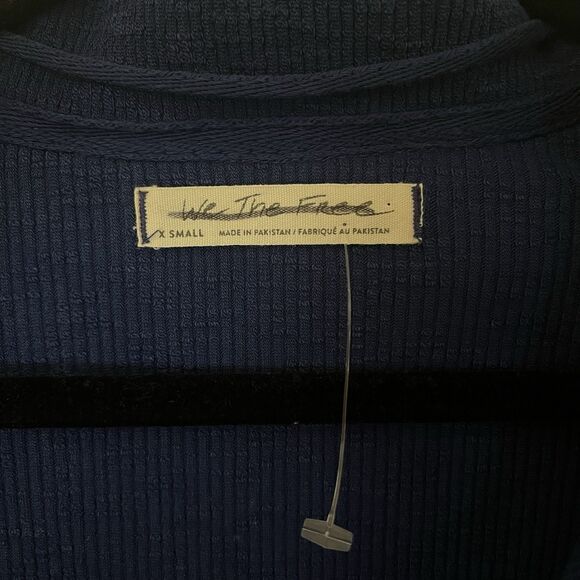 We The Free
X SMALL MADE IN PAKISTAN / FABRIQUÉ AU PAKISTAN